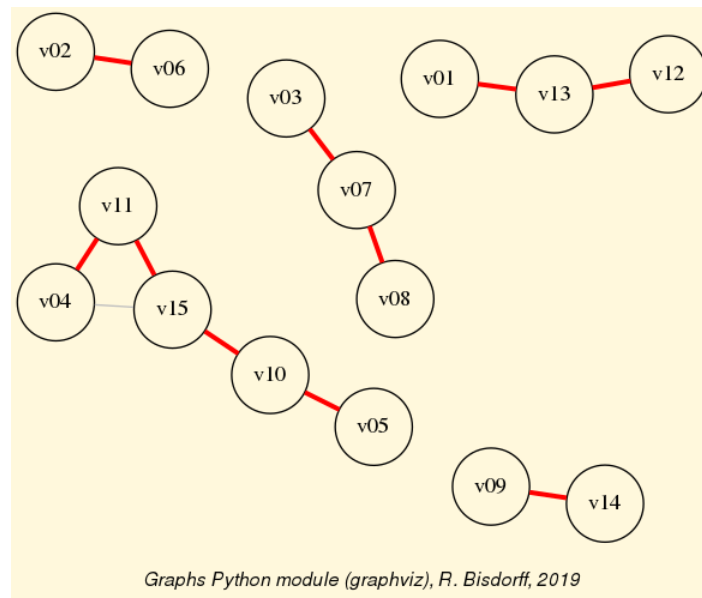 v02
v06
v03
v01
v13
v12
v07
v11
v04
v15
v08
v10
v05
v09
v14
Graphs Python module (graphviz), R. Bisdorff, 2019